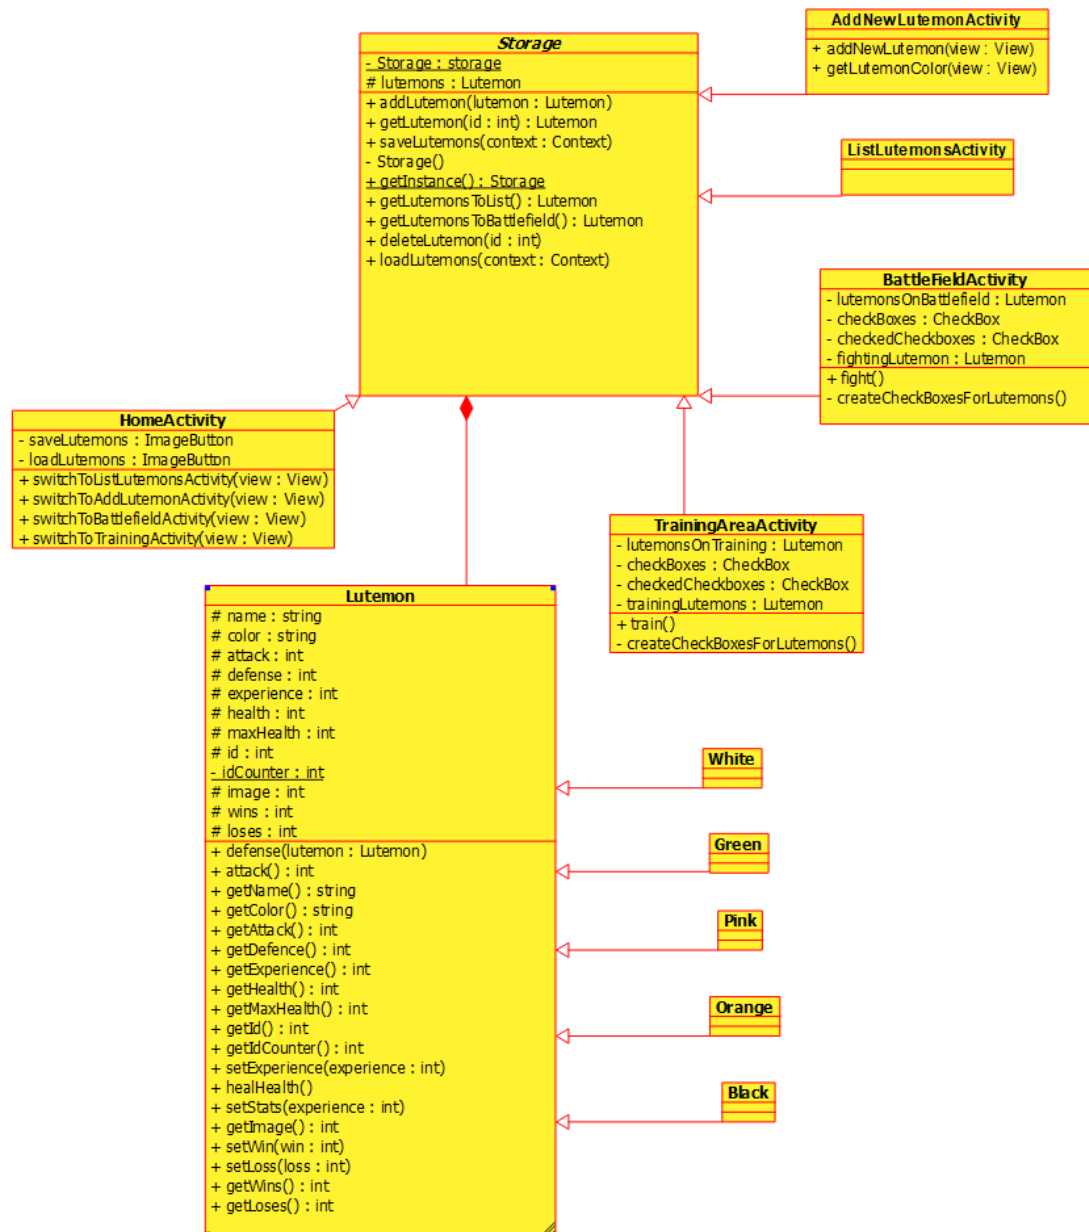 Storage
- Storage : storage
# lutemons : Lutemon
+ addLutemon(lutemon : Lutemon)
+ getLutemon(id : int) : Lutemon
+ saveLutemons(context : Context)
- Storage()
+ getInstance() : Storage
+ getLutemonsToList() : Lutemon
+ getLutemonsToBattlefield() : Lutemon
+ deleteLutemon(id : int)
+ loadLutemons(context : Context)
AddNewLutemonActivity
+ addNewLutemon(view : View)
+ getLutemonColor(view : View)
ListLutemonsActivity
BattleFieldActivity
- lutemonsOnBattlefield : Lutemon
- checkBoxes : CheckBox
- checkedCheckboxes : CheckBox
- fightingLutemon : Lutemon
+ fight()
- createCheckBoxesForLutemons()
HomeActivity
- saveLutemons : ImageButton
- loadLutemons : ImageButton
+ switchToListLutemonsActivity(view : View)
+ switchToAddLutemonActivity(view : View)
+ switchToBattlefieldActivity(view : View)
+ switchToTrainingActivity(view : View)
TrainingAreaActivity
- lutemonsOnTraining : Lutemon
- checkBoxes : CheckBox
- checkedCheckboxes : CheckBox
- trainingLutemons : Lutemon
+ train()
- createCheckBoxesForLutemons()
Lutemon
# name : string
# color : string
# attack : int
# defense : int
# experience : int
# health : int
# maxHealth : int
# id : int
- idCounter : int
# image : int
# wins : int
# loses : int
+ defense(lutemon : Lutemon)
+ attack() : int
+ getName() : string
+ getColor() : string
+ getAttack() : int
+ getDefence() : int
+ getExperience() : int
+ getHealth() : int
+ getMaxHealth() : int
+ getId() : int
+ getIdCounter() : int
+ setExperience(experience : int)
+ healHealth()
+ setStats(experience : int)
+ getImage() : int
+ setWin(win : int)
+ setLoss(loss : int)
+ getWins() : int
+ getLoses() : int
White
Green
Pink
Orange
Black